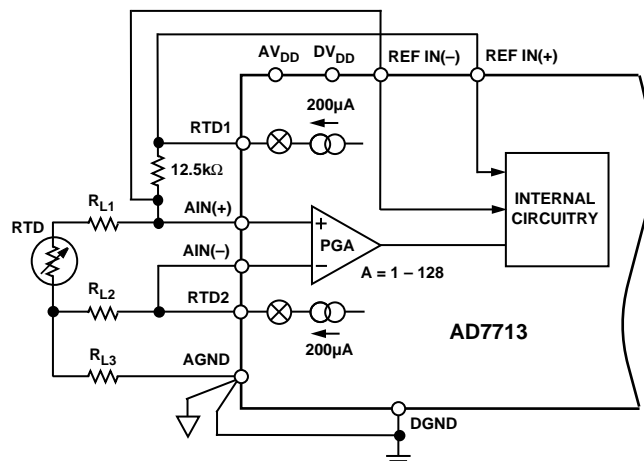 AVDD
DVDD
REF IN(–)
REF IN(+)
200µA
RTD1
12.5kΩ
RL1
AIN(+)
RTD
INTERNAL
CIRCUITRY
AIN(–)
PGA
A = 1 – 128
RL2
RTD2
200µA
AD7713
RL3
AGND
DGND